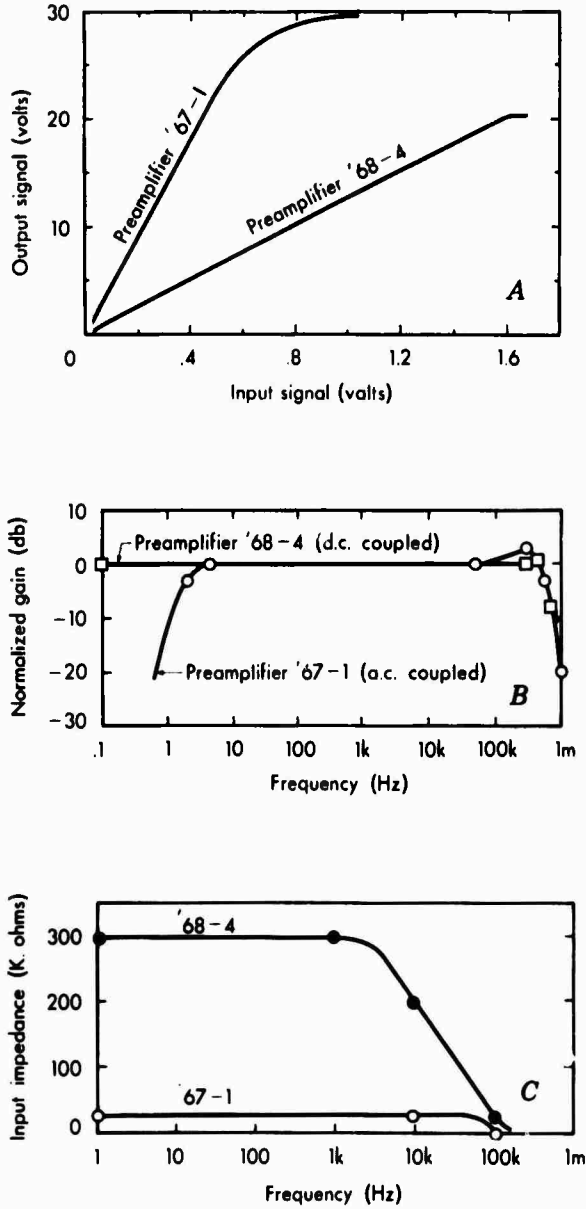 30
20
10
0
.4
.8
1.2
1.6
Output signal (volts)
Preamplifier '67-1
Preamplifier '68-4
A
Input signal (valts)
10
0
-10
-20
-30
Normalized gain (db)
Preamplifier '68-4 (d.c. coupled)
Preamplifier '67-1 (a.c. coupled)
B
.1
1
10
100
1k
10k
100k
1m
Frequency (Hz)
300
200
100
0
Input impedance (K. ohms)
'68-4
'67-1
C
1
10
100
1k
10k
100k
1m
Frequency (Hz)